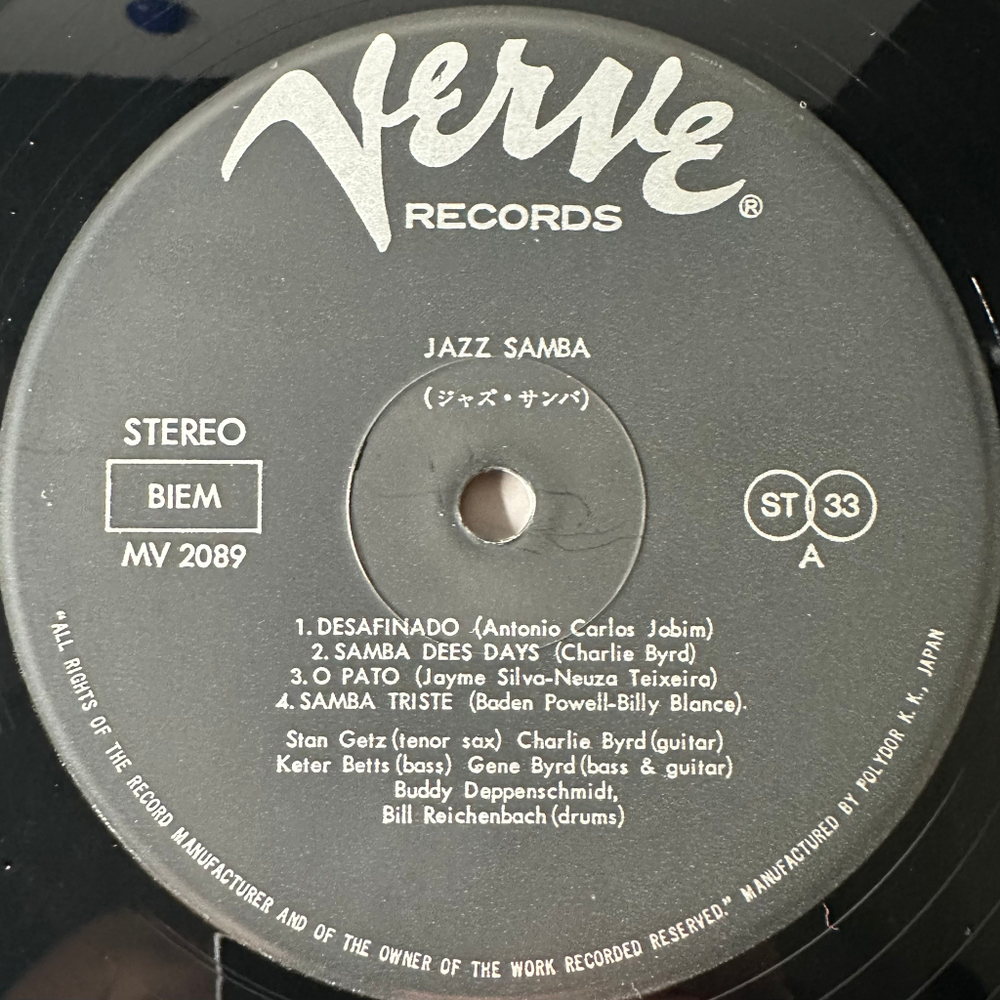 Verve®
RECORDS
JAZZ SAMBA
(ジャズ・サンバ)
STEREO
BIEM
MV 2089
ST 33
A
1. DESAFINADO (Antonio Carlos Jobim)
2. SAMBA DEES DAYS (Charlie Byrd)
3. O PATO (Jayme Silva-Neuza Teixeira)
4. SAMBA TRISTE (Baden Powell-Billy Blance)
Stan Getz (tenor sax) Charlie Byrd (guitar)
Keter Betts (bass) Gene Byrd (bass & guitar)
Buddy Deppenschmidt,
Bill Reichenbach (drums)
"ALL RIGHTS OF THE RECORD MANUFACTURER AND OF THE OWNER OF THE WORK RECORDED RESERVED." MANUFACTURED BY POLYDOR K. K., JAPAN